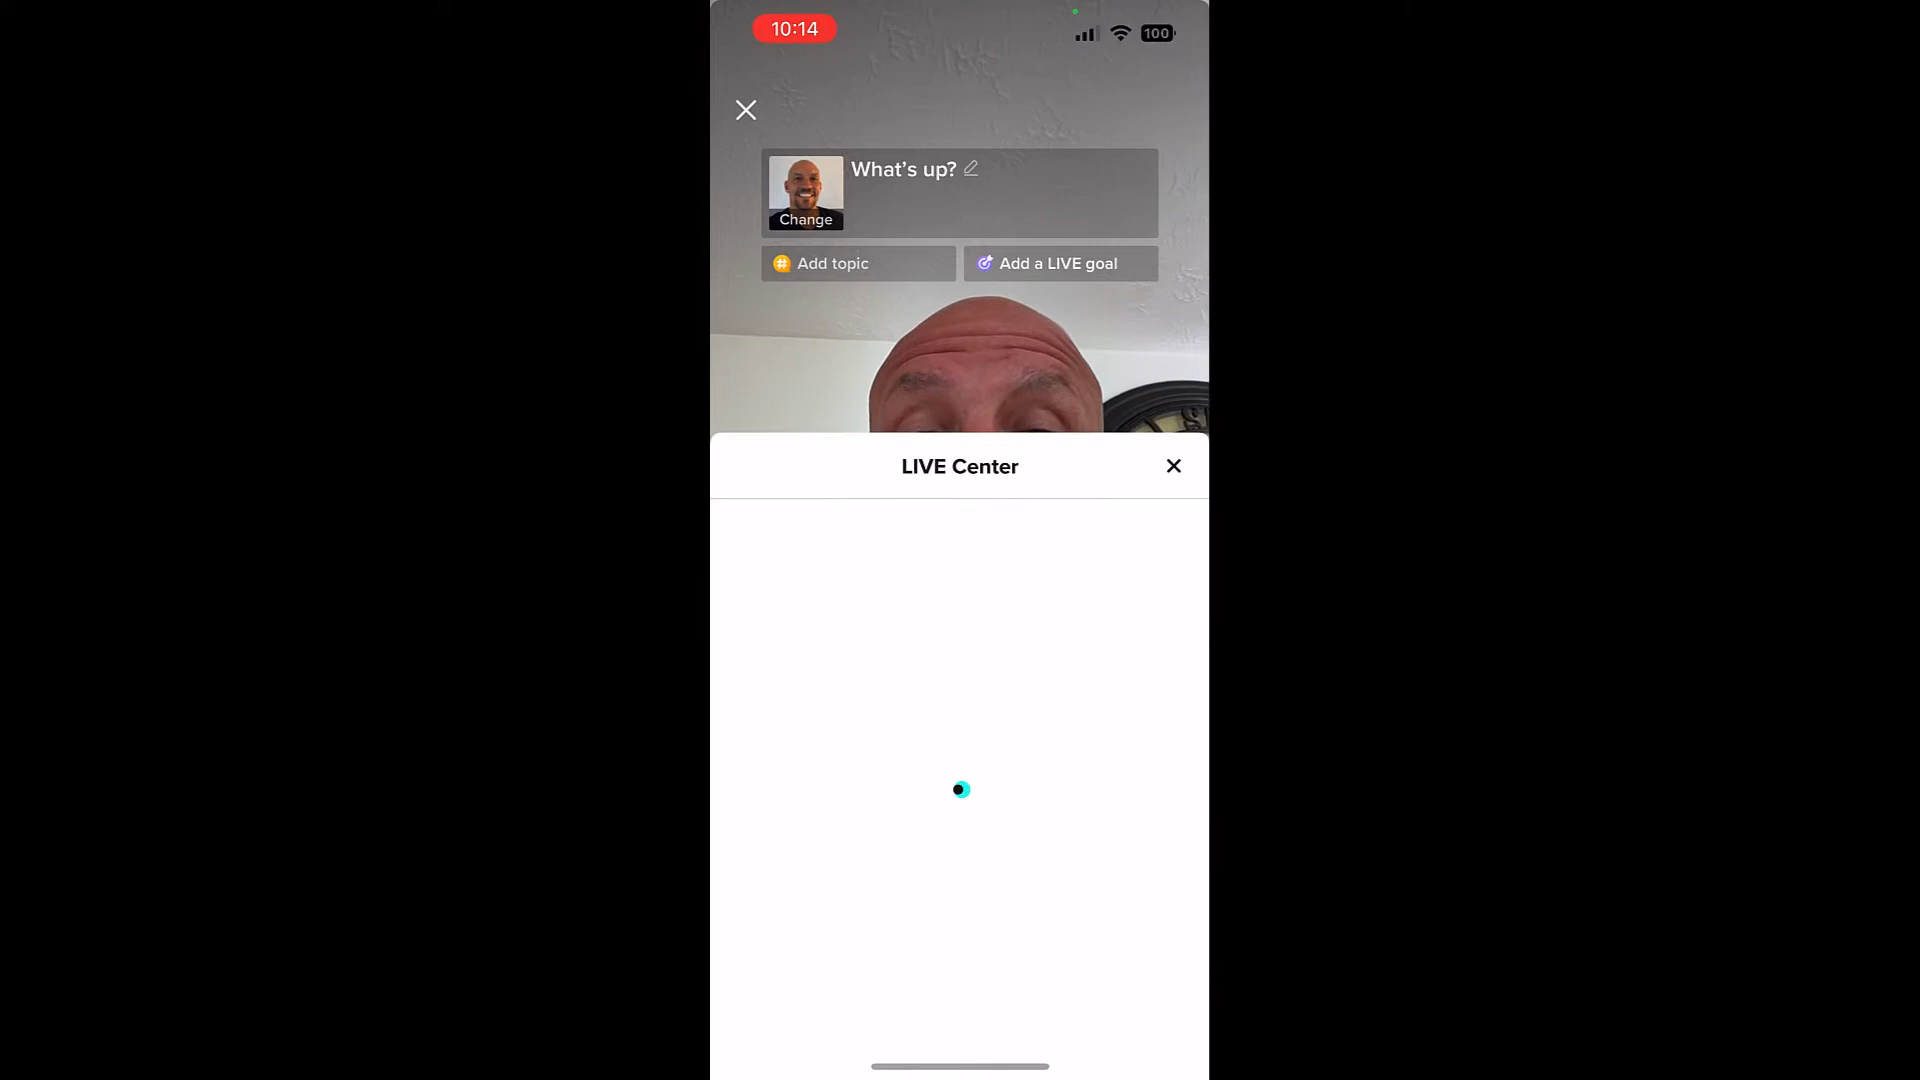 10:14
100
What's up?
Change
Add topic
Add a LIVE goal
LIVE Center